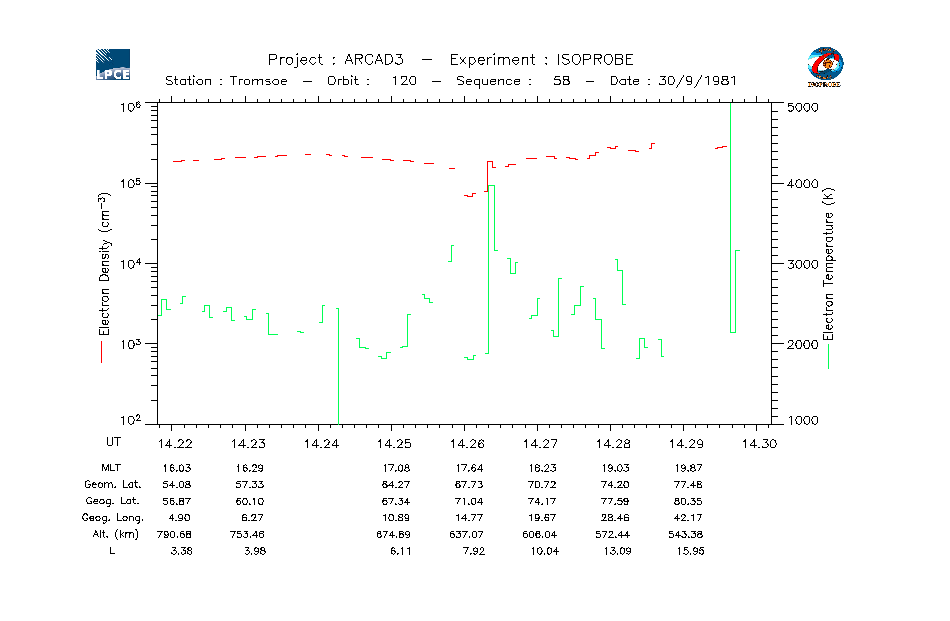 LPCE
Project : ARCAD3 — Experiment : ISOPROBE
Station : Tromsoe — Orbit : 120 — Sequence : 58 — Date : 30/9/1981
ISOPROBE
10⁶ 5000
10⁵ 4000
10⁴ 3000
10³ 2000
10² 1000
Electron Density (cm⁻³)
Electron Temperature (K)
UT 14.22 14.23 14.24 14.25 14.26 14.27 14.28 14.29 14.30
MLT 16.03 16.29 17.08 17.64 18.23 19.03 19.87
Geom. Lat. 54.08 57.33 64.27 67.73 70.72 74.20 77.48
Geog. Lat. 56.87 60.10 67.34 71.04 74.17 77.59 80.35
Geog. Long. 4.90 6.27 10.89 14.77 19.67 28.46 42.17
Alt. (km) 790.68 753.46 674.89 637.07 606.04 572.44 543.38
L 3.38 3.98 6.11 7.92 10.04 13.09 15.95